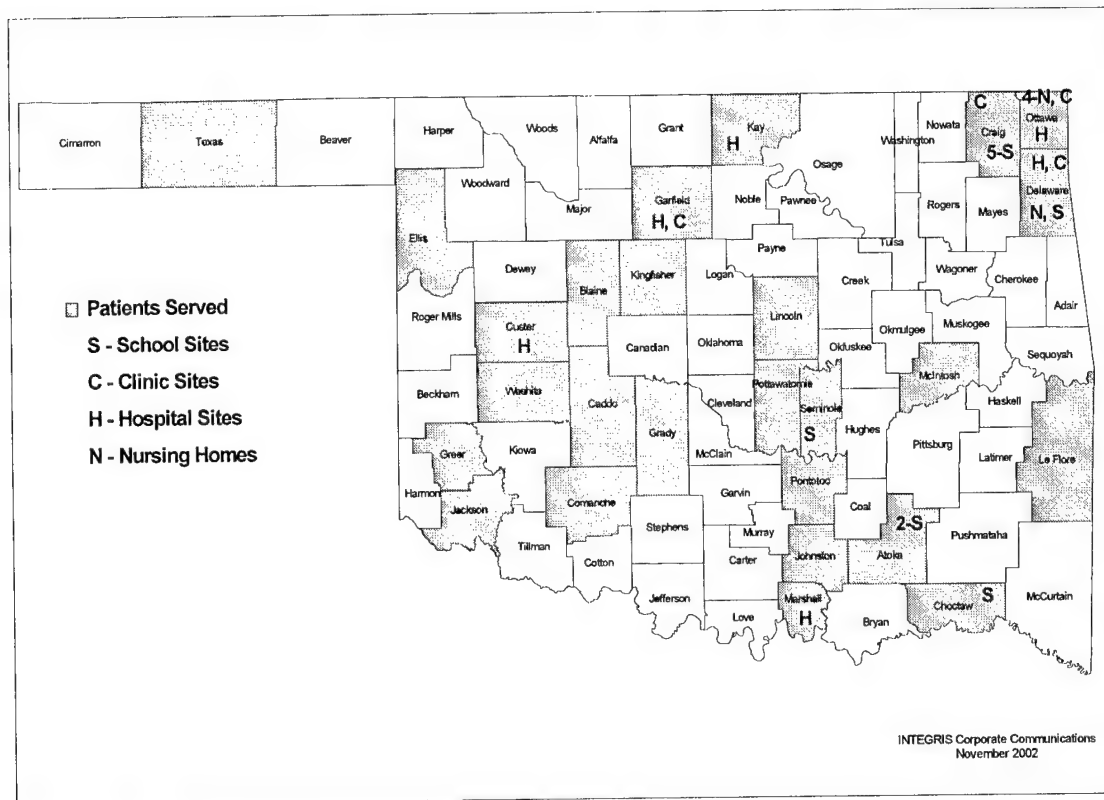 4-N, C
C
Cimarron
Texas
Beaver
Harper
Woods
Alfalfa
Grant
Kay
H
Osage
Washington
Nowata
Craig
5-S
Ottawa
H
H, C
Delaware
N, S
Woodward
Major
Garfield
H, C
Noble
Pawnee
Rogers
Mayes
Ellis
Dewey
Blaine
Kingfisher
Logan
Payne
Tulsa
Creek
Wagoner
Cherokee
Adair
Patients Served
S - School Sites
C - Clinic Sites
H - Hospital Sites
N - Nursing Homes
Roger Mills
Custer
H
Canadian
Oklahoma
Lincoln
Okmulgee
Muskogee
Okfuskee
Sequoyah
Beckham
Washita
Caddo
Grady
Cleveland
Pottawatomie
Seminole
S
McIntosh
Haskell
Hughes
Pittsburg
Latimer
Le Flore
Greer
Kiowa
McClain
Harmon
Jackson
Comanche
Garvin
Pontotoc
Coal
2-S
Pushmataha
Tillman
Cotton
Stephens
Murray
Carter
Johnston
Atoka
Jefferson
Love
Marshall
H
Bryan
Choctaw
S
McCurtain
INTEGRIS Corporate Communications
November 2002